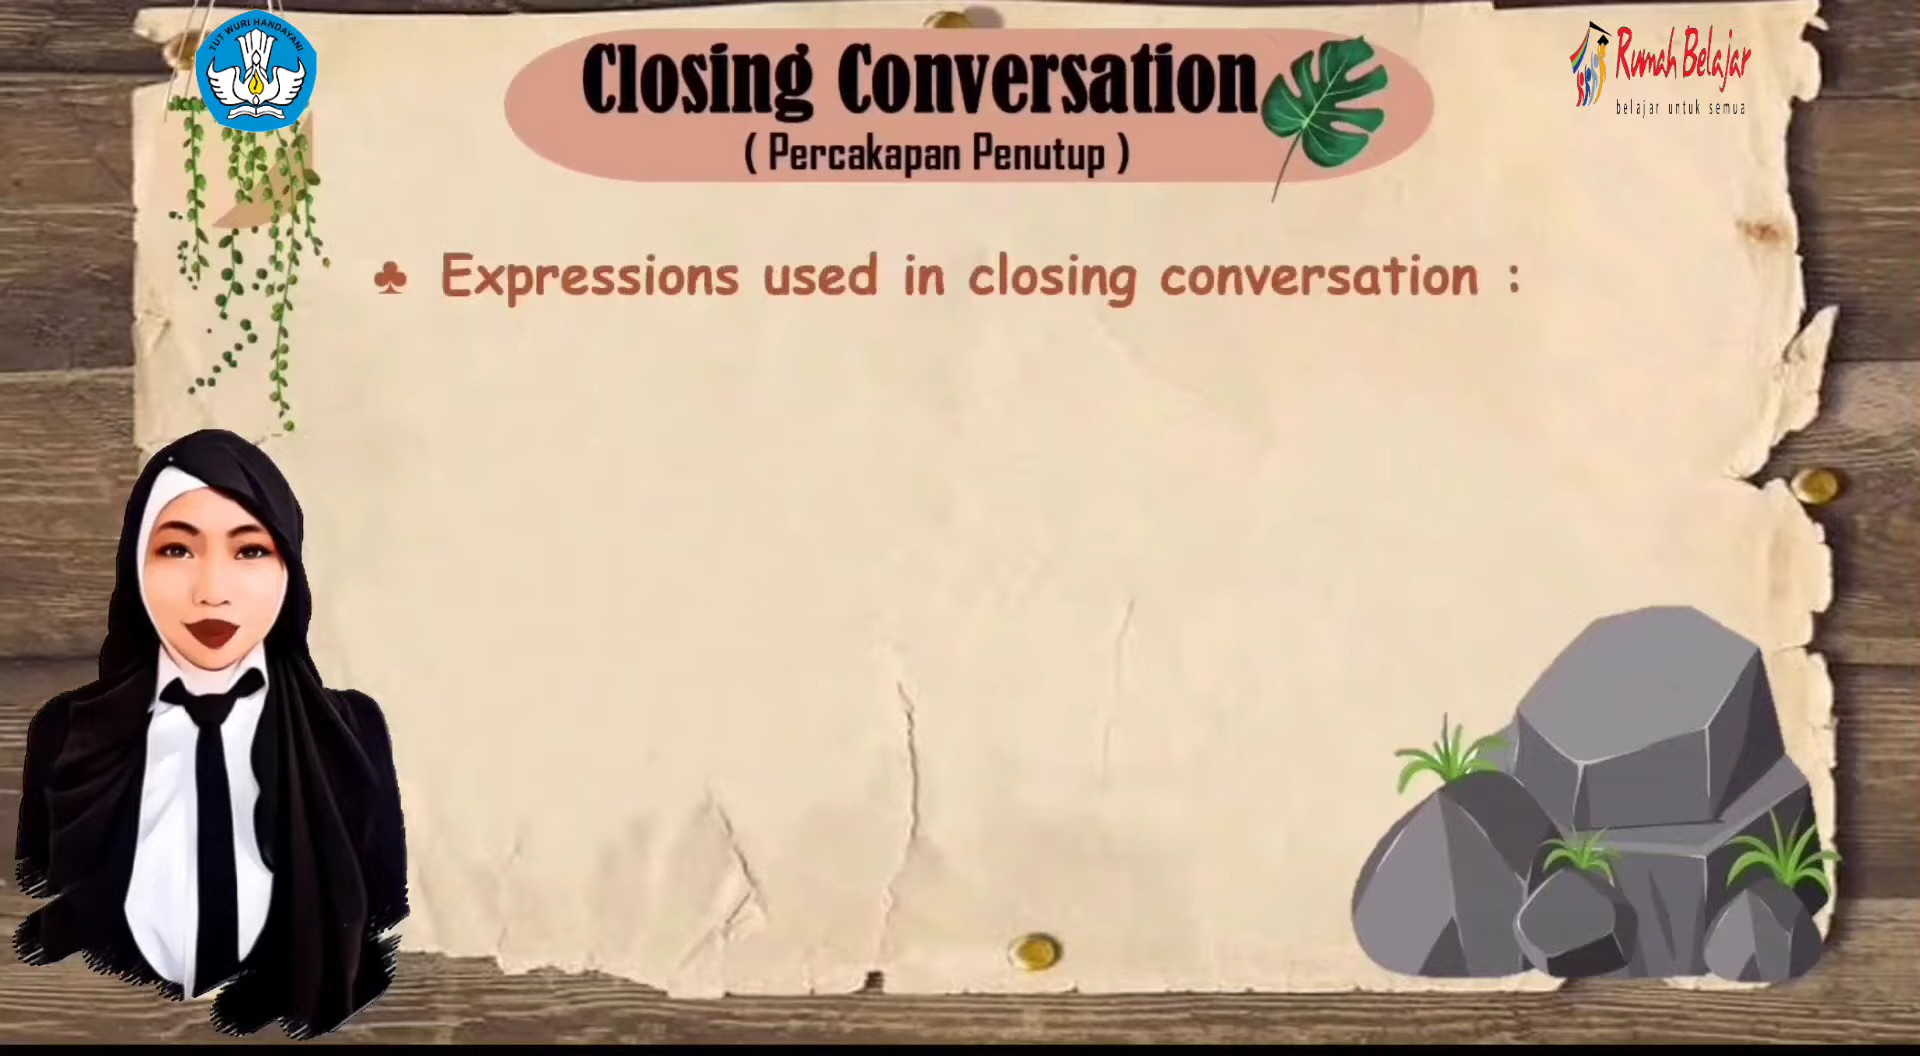 TUT WURI HANDAYANI
Closing Conversation
( Percakapan Penutup )
Rumah Belajar
belajar untuk semua
♣ Expressions used in closing conversation :